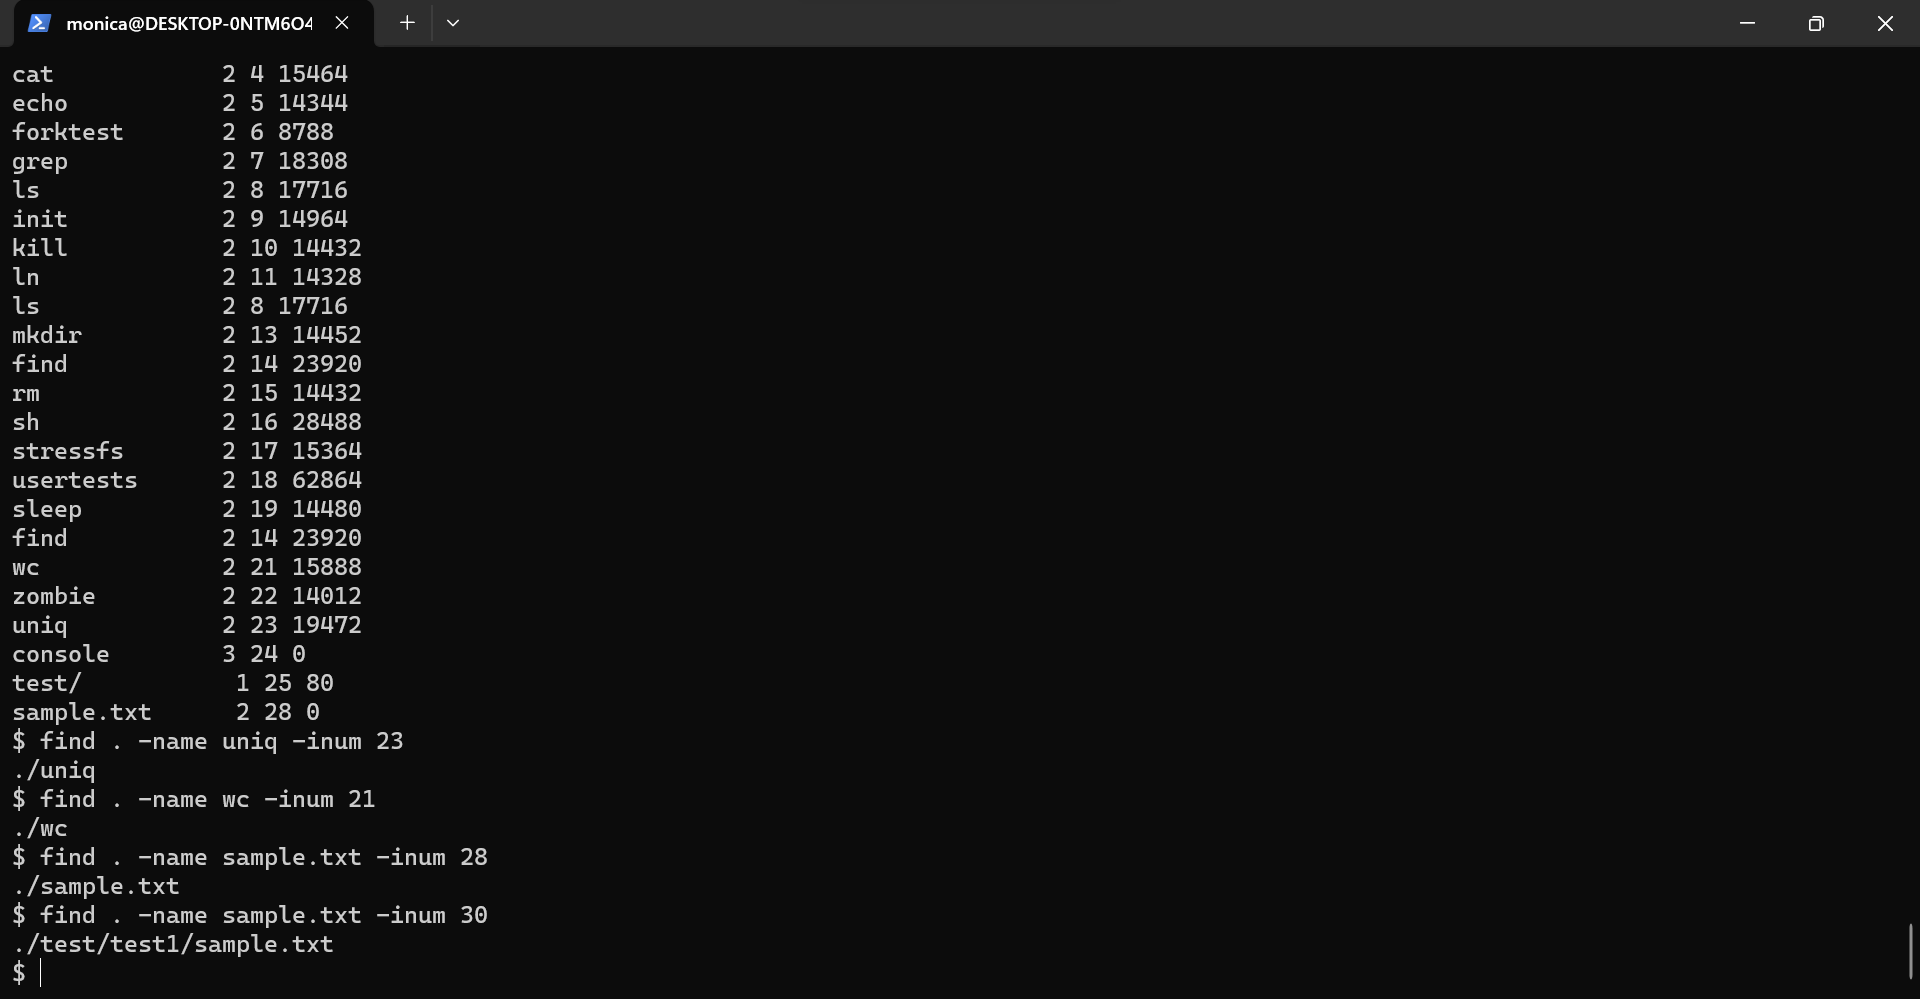 monica@DESKTOP-0NTM6O4
cat            2 4 15464
echo           2 5 14344
forktest       2 6 8788
grep           2 7 18308
ls             2 8 17716
init           2 9 14964
kill           2 10 14432
ln             2 11 14328
ls             2 8 17716
mkdir          2 13 14452
find           2 14 23920
rm             2 15 14432
sh             2 16 28488
stressfs       2 17 15364
usertests      2 18 62864
sleep          2 19 14480
find           2 14 23920
wc             2 21 15888
zombie         2 22 14012
uniq           2 23 19472
console        3 24 0
test/           1 25 80
sample.txt      2 28 0
$ find . -name uniq -inum 23
./uniq
$ find . -name wc -inum 21
./wc
$ find . -name sample.txt -inum 28
./sample.txt
$ find . -name sample.txt -inum 30
./test/test1/sample.txt
$